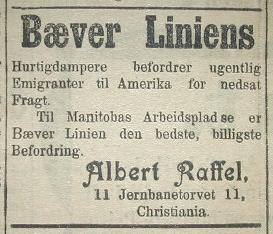 Bæver Liniens
Hurtigdampere befordrer ugentlig
Emigranter til Amerika for nedsat
Fragt.
Til Manitobas Arbeidspladse er
Bæver Linien den bedste, billigste
Befordring.
Albert Raffel,
11 Jernbanetorvet 11,
Christiania.